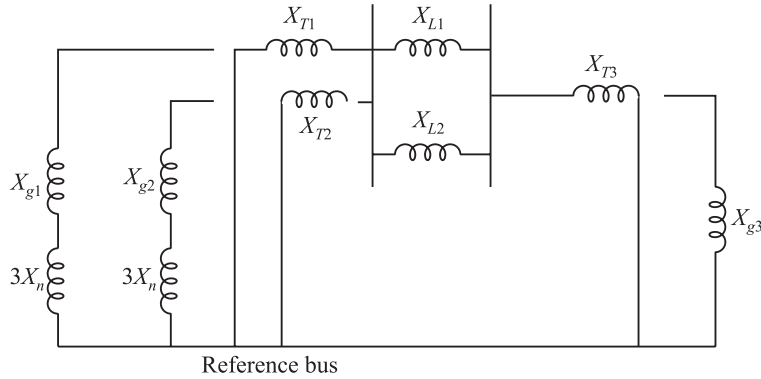 X_{T1}
X_{L1}
X_{T3}
X_{T2}
X_{L2}
X_{g1}
X_{g2}
X_{g3}
3X_n
3X_n
Reference bus